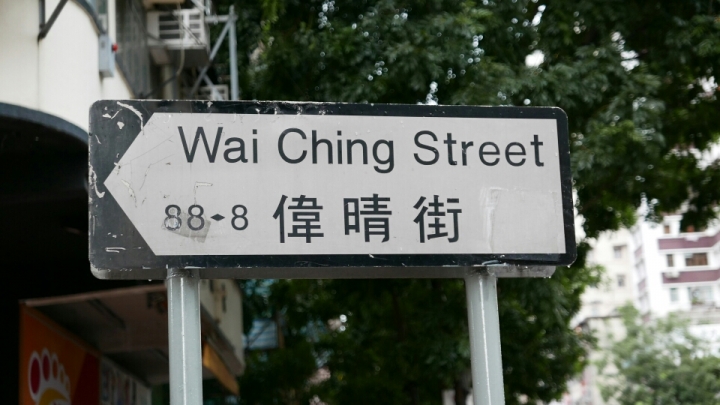 Wai Ching Street
88-8 偉晴街